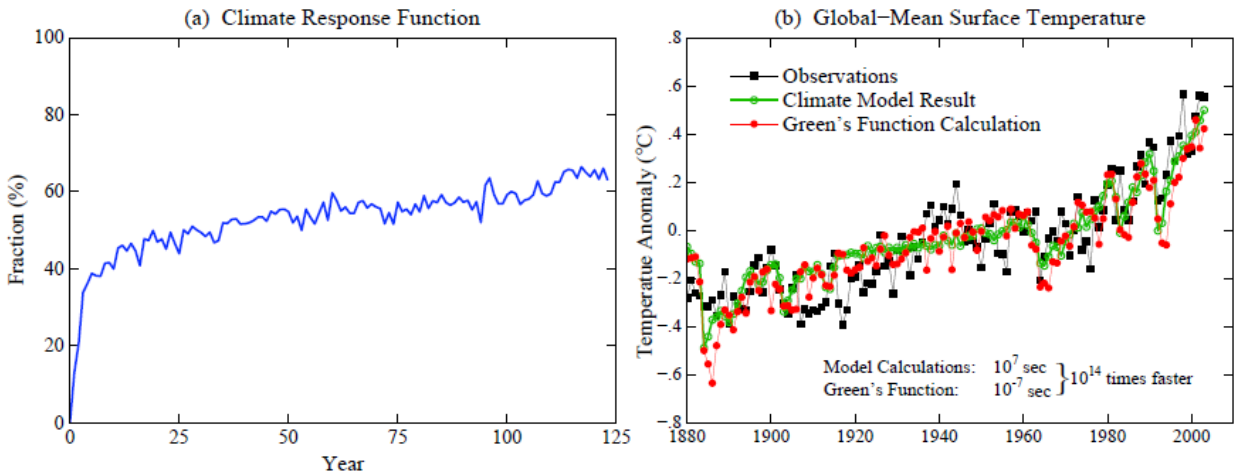 (a) Climate Response Function
100
80
60
40
20
0
0 25 50 75 100 125
Fraction (%)
Year
(b) Global−Mean Surface Temperature
.8
.6
.4
.2
0.
-.2
-.4
-.6
-.8
1880 1900 1920 1940 1960 1980 2000
Temperatue Anomaly (°C)
Observations
Climate Model Result
Green's Function Calculation
Model Calculations: 10⁷ sec
Green's Function: 10⁻⁷ sec
10¹⁴ times faster